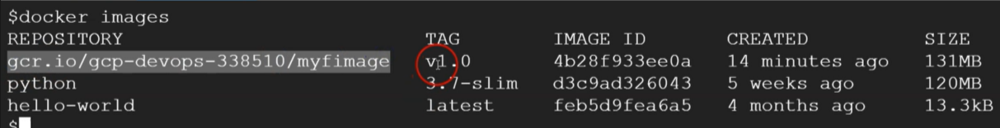 $docker images
REPOSITORY TAG IMAGE ID CREATED SIZE
gcr.io/gcp-devops-338510/myfimage v1.0 4b28f933ee0a 14 minutes ago 131MB
python 3.7-slim d3c9ad326043 5 weeks ago 120MB
hello-world latest feb5d9fea6a5 4 months ago 13.3kB
$